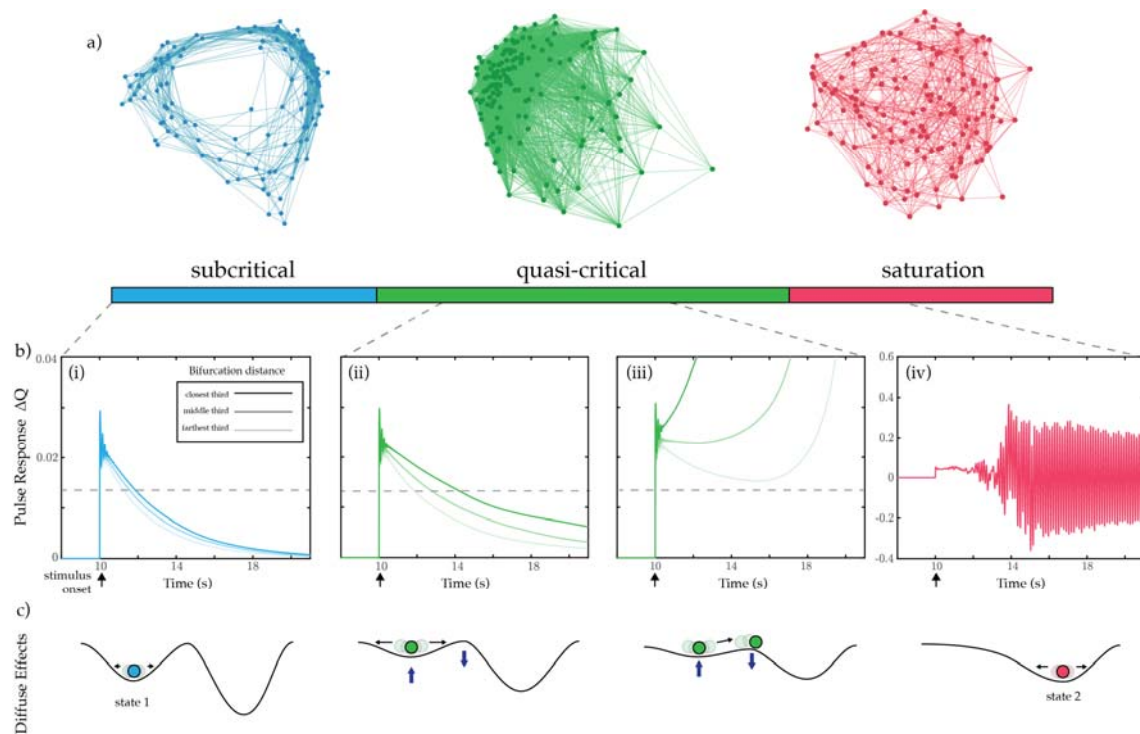 a)
subcritical quasi-critical saturation
b)
Pulse Response ΔQ
0.04
0.02
0
(i)
Bifurcation distance
closest third
middle third
farthest third
10 14 18
stimulus
onset
Time (s)
(ii)
10 14 18
Time (s)
(iii)
10 14 18
Time (s)
(iv)
0.6
0.4
0.2
0
-0.2
-0.4
10 14 18
Time (s)
c)
Diffuse Effects
state 1
state 2